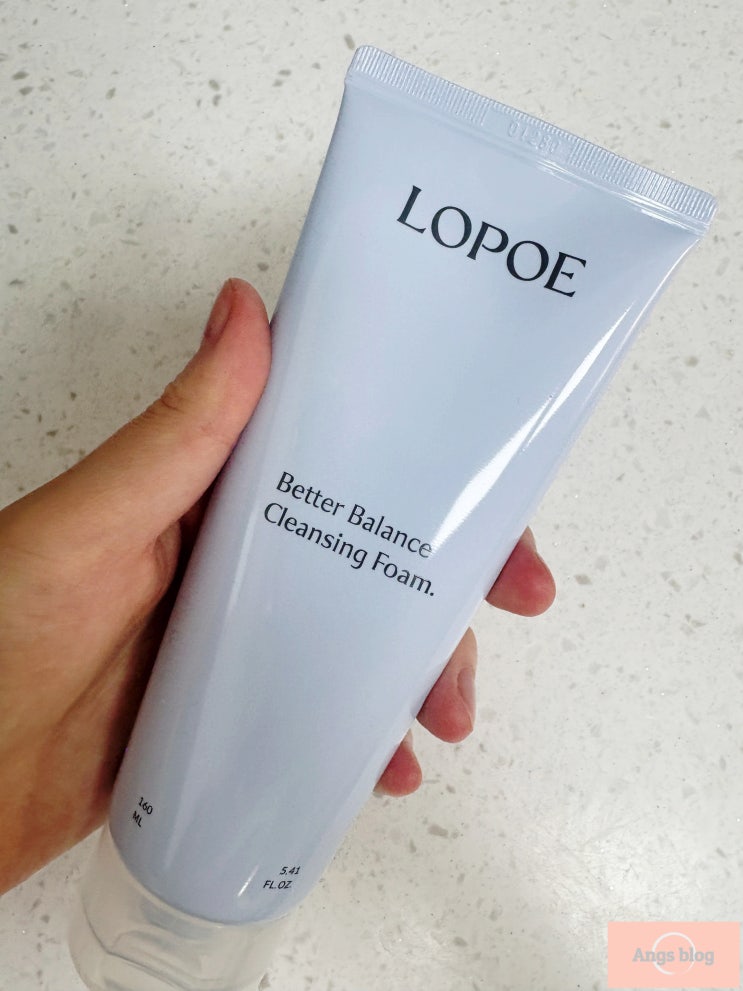 LOPOE
Better Balance
Cleansing Foam.
160
ML
5.41
FL.OZ
Angs blog